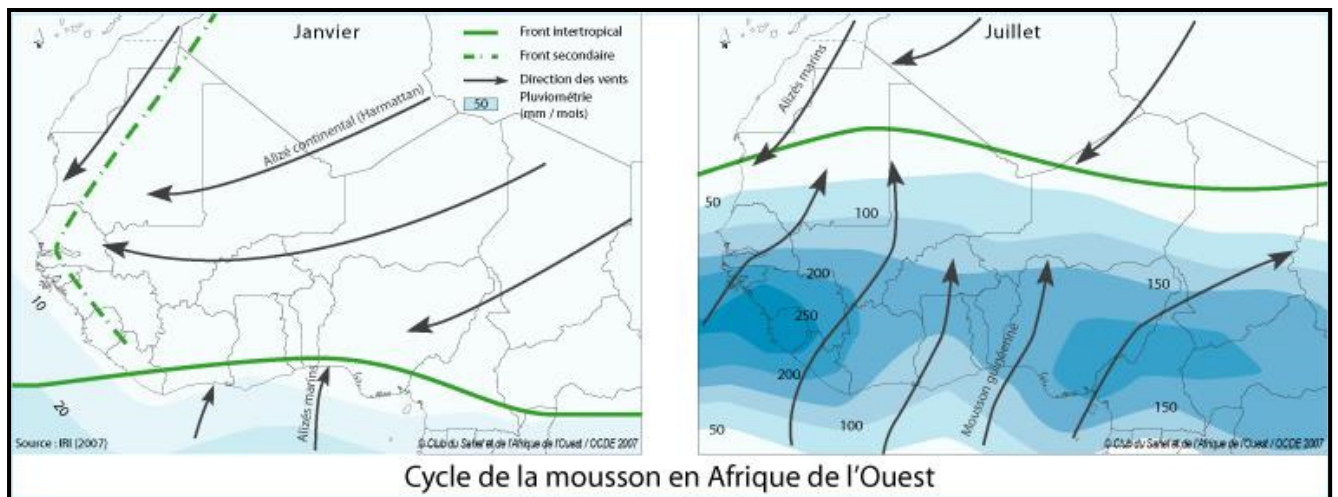 Janvier
Front intertropical
Front secondaire
Direction des vents
50
Pluviométrie
(mm / mois)
Alizé continental (Harmattan)
10
20
Alizés marins
Source : IRI (2007)
© Club du Sahel et de l'Afrique de l'Ouest / OCDE 2007
Juillet
Alizés marins
50
100
200
150
250
200
Mousson guinéenne
150
100
50
© Club du Sahel et de l'Afrique de l'Ouest / OCDE 2007
Cycle de la mousson en Afrique de l'Ouest